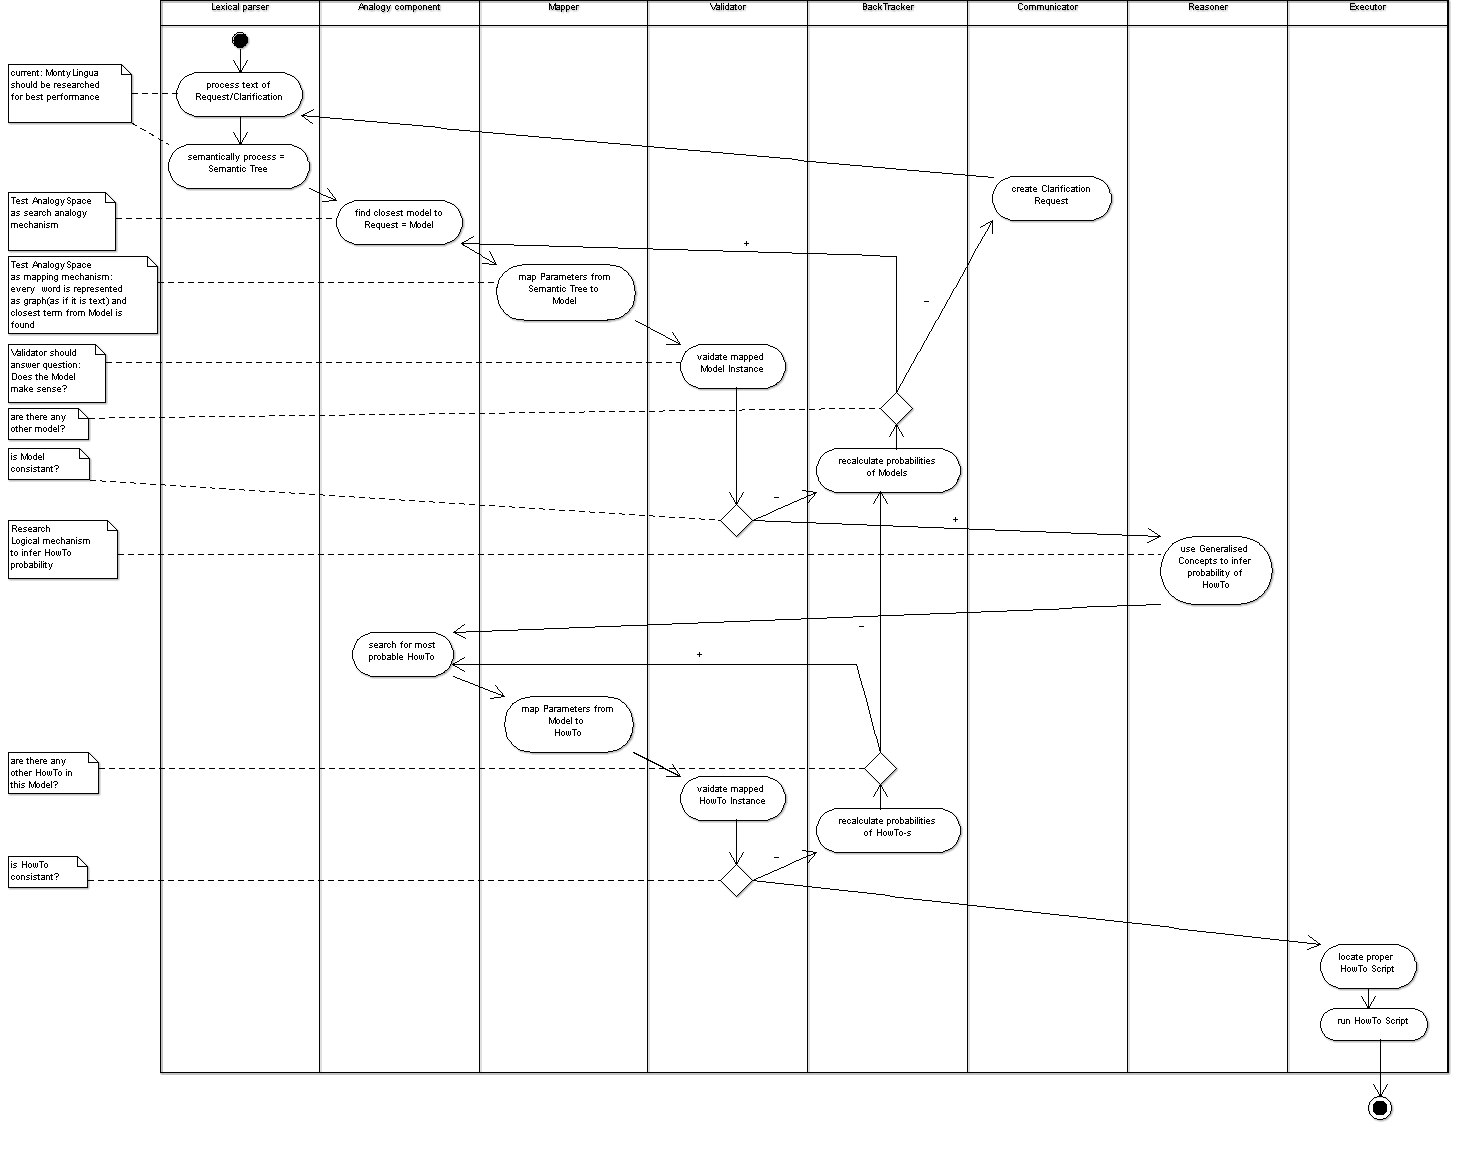 Lexical parser
Analogy component
Mapper
Validator
BackTracker
Communicator
Reasoner
Executor
current: MontyLingua
should be researched
for best performance
process text of
Request/Clarification
semantically process =
Semantic Tree
create Clarification
Request
Test AnalogySpace
as search analogy
mechanism
find closest model to
Request = Model
+
Test AnalogySpace
as mapping mechanism:
every word is represented
as graph(as if it is text) and
closest term from Model is
found
map Parameters from
Semantic Tree to
Model
-
Validator should
answer question:
Does the Model
make sense?
vaidate mapped
Model Instance
are there any
other model?
is Model
consistant?
recalculate probabilities
of Models
-
+
Research
Logical mechanism
to infer HowTo
probability
use Generalised
Concepts to infer
probability of
HowTo
-
search for most
probable HowTo
+
map Parameters from
Model to
HowTo
are there any
other HowTo in
this Model?
vaidate mapped
HowTo Instance
recalculate probabilities
of HowTo-s
-
is HowTo
consistant?
locate proper
HowTo Script
run HowTo Script